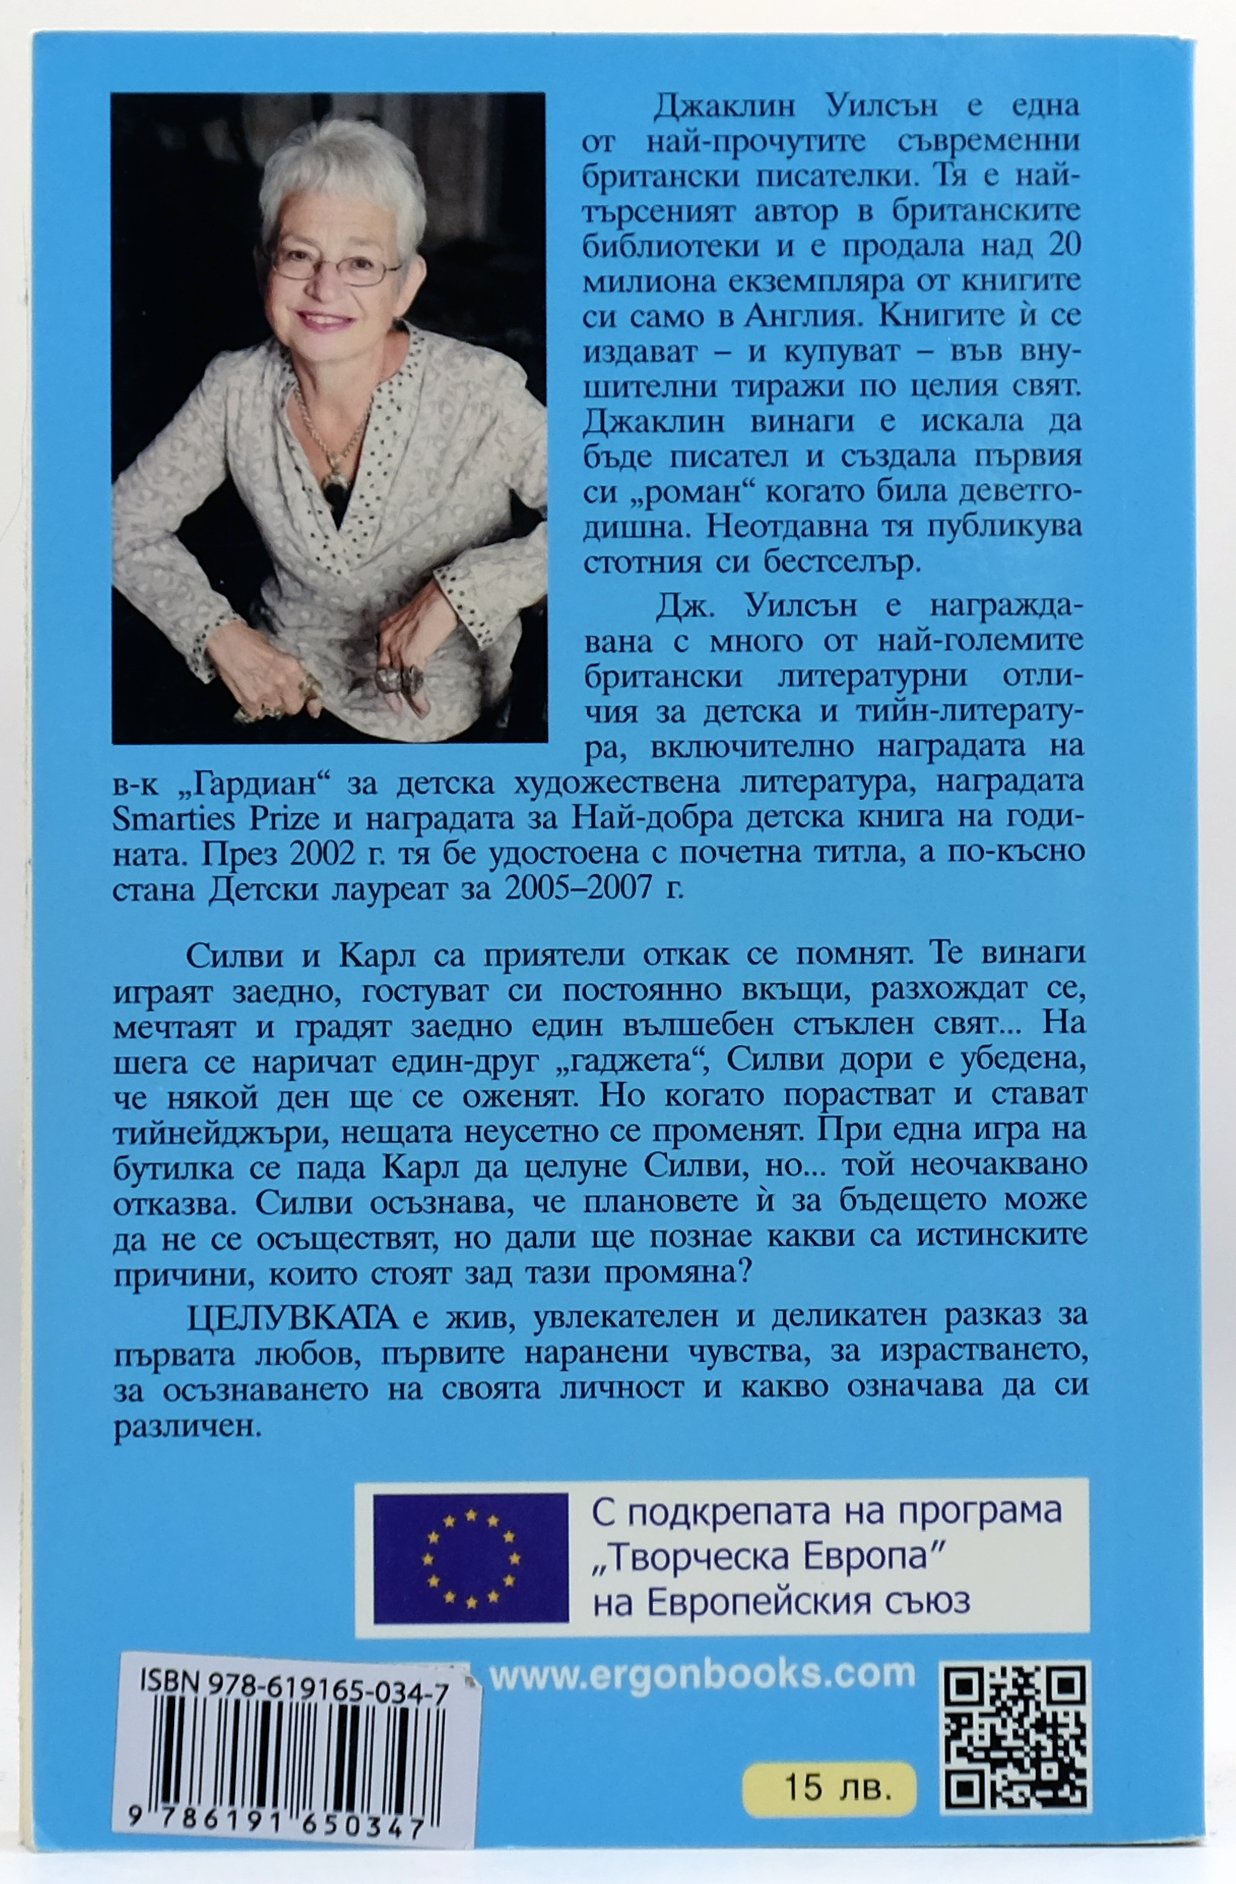 Джаклин Уилсън е една
от най-прочутите съвременни
британски писателки. Тя е най-
търсеният автор в британските
библиотеки и е продала над 20
милиона екземпляра от книгите
си само в Англия. Книгите ѝ се
издават – и купуват – във вну-
шителни тиражи по целия свят.
Джаклин винаги е искала да
бъде писател и създала първия
си „роман“ когато била деветго-
дишна. Неотдавна тя публикува
стотния си бестселър.
Дж. Уилсън е награжда-
вана с много от най-големите
британски литературни отли-
чия за детска и тийн-литерату-
ра, включително наградата на
в-к „Гардиан“ за детска художествена литература, наградата
Smarties Prize и наградата за Най-добра детска книга на годи-
ната. През 2002 г. тя бе удостоена с почетна титла, а по-късно
стана Детски лауреат за 2005–2007 г.
Силви и Карл са приятели откак се помнят. Те винаги
играят заедно, гостуват си постоянно вкъщи, разхождат се,
мечтаят и градят заедно един вълшебен стъклен свят... На
шега се наричат един-друг „гаджета“, Силви дори е убедена,
че някой ден ще се оженят. Но когато порастват и стават
тийнейджъри, нещата неусетно се променят. При една игра на
бутилка се пада Карл да целуне Силви, но... той неочаквано
отказва. Силви осъзнава, че плановете ѝ за бъдещето може
да не се осъществят, но дали ще познае какви са истинските
причини, които стоят зад тази промяна?
ЦЕЛУВКАТА е жив, увлекателен и деликатен разказ за
първата любов, първите наранени чувства, за израстването,
за осъзнаването на своята личност и какво означава да си
различен.
С подкрепата на програма
„Творческа Европа”
на Европейския съюз
www.ergonbooks.com
ISBN 978-619165-034-7
9 786191 650347
15 лв.